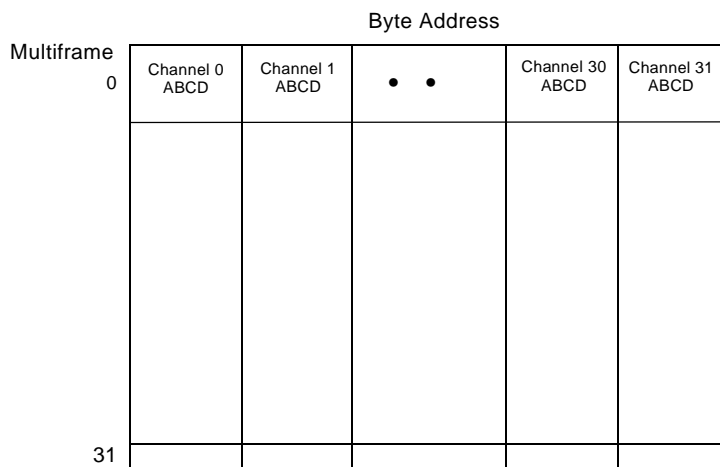 Byte Address
Multiframe
0
Channel 0
ABCD
Channel 1
ABCD
• •
Channel 30
ABCD
Channel 31
ABCD
31